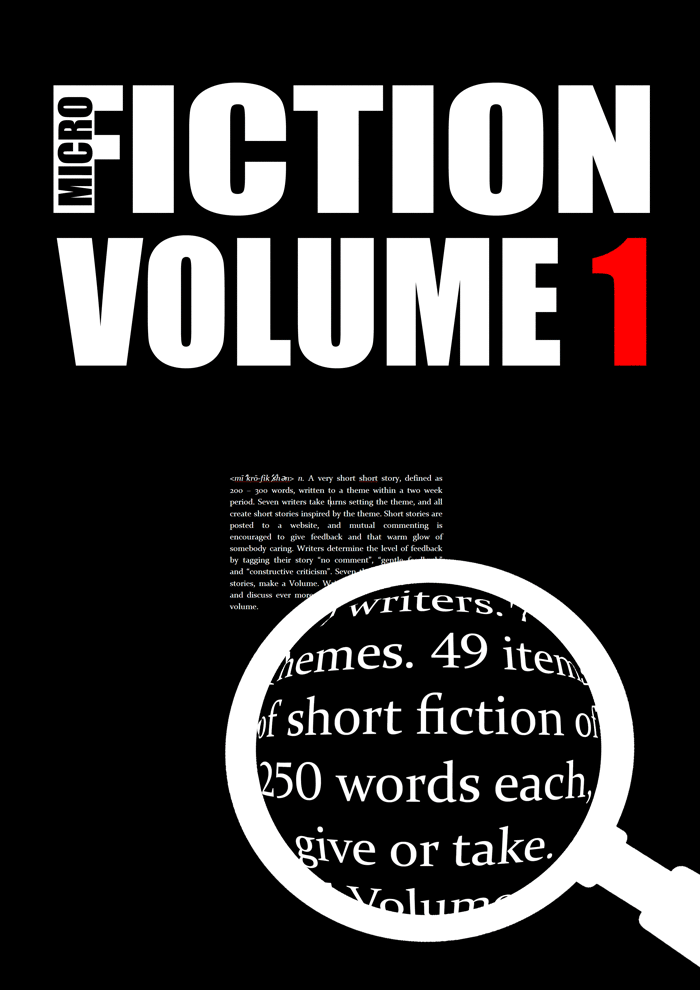 MICRO
FICTION
VOLUME 1
<mī'krō-fik'shən> n. A very short short story, defined as
200 – 300 words, written to a theme within a two week
period. Seven writers take turns setting the theme, and all
create short stories inspired by the theme. Short stories are
posted to a website, and mutual commenting is
encouraged to give feedback and that warm glow of
somebody caring. Writers determine the level of feedback
by tagging their story “no comment”, “gentle feedback”
and “constructive criticism”. Seven
stories, make a Volume.
and discuss ever more
volume.
writers.
hemes. 49 item
of short fiction of
250 words each,
give or take.
Volume